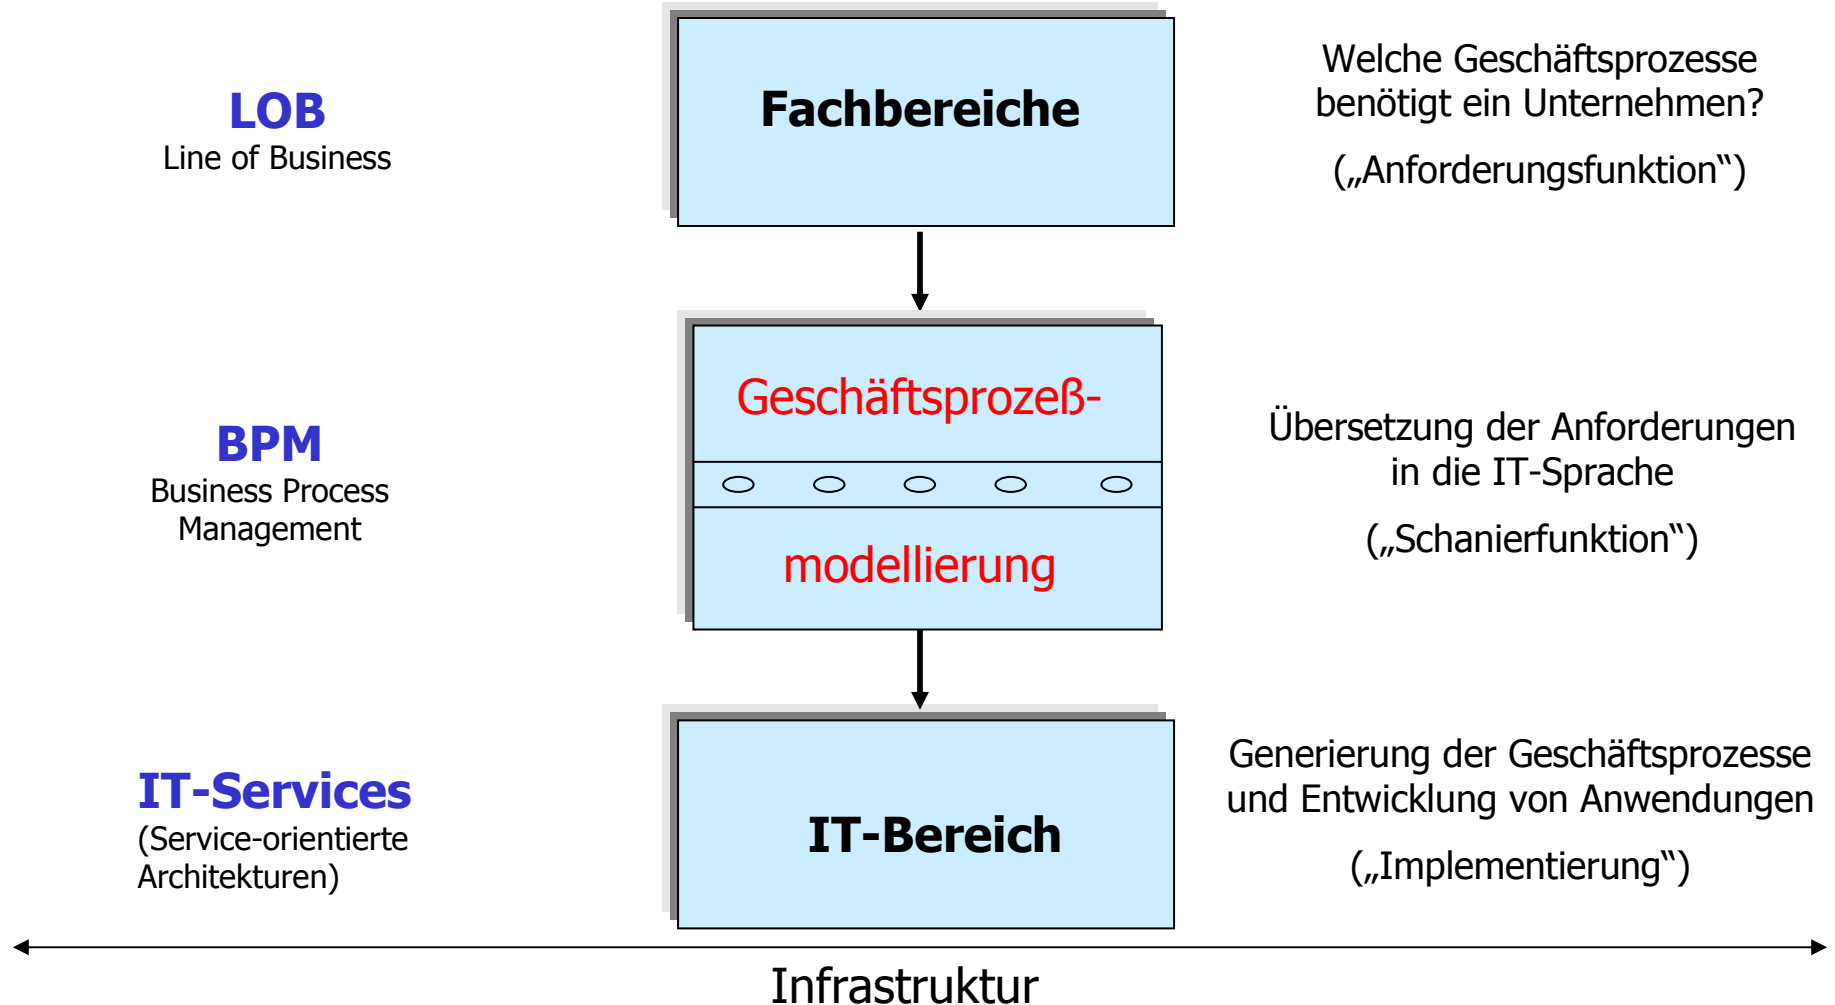 LOB
Line of Business
Fachbereiche
Welche Geschäftsprozesse
benötigt ein Unternehmen?
(„Anforderungsfunktion“)
BPM
Business Process
Management
Geschäftsprozeß-
modellierung
Übersetzung der Anforderungen
in die IT-Sprache
(„Schanierfunktion“)
IT-Services
(Service-orientierte
Architekturen)
IT-Bereich
Generierung der Geschäftsprozesse
und Entwicklung von Anwendungen
(„Implementierung“)
Infrastruktur